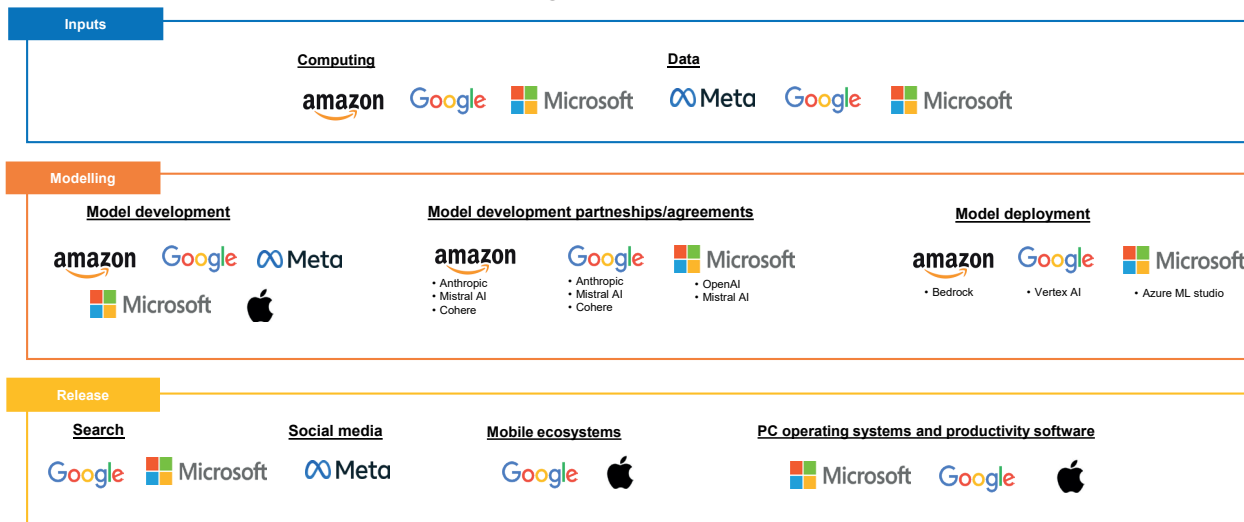 Inputs
Computing
Data
amazon Google Microsoft Meta Google Microsoft
Modelling
Model development
Model development partneships/agreements
Model deployment
amazon Google Meta
Microsoft
amazon Google Microsoft
• Anthropic
• Mistral AI
• Cohere
• Anthropic
• Mistral AI
• Cohere
• OpenAI
• Mistral AI
amazon Google Microsoft
• Bedrock
• Vertex AI
• Azure ML studio
Release
Search
Google Microsoft
Social media
Meta
Mobile ecosystems
Google
PC operating systems and productivity software
Microsoft Google